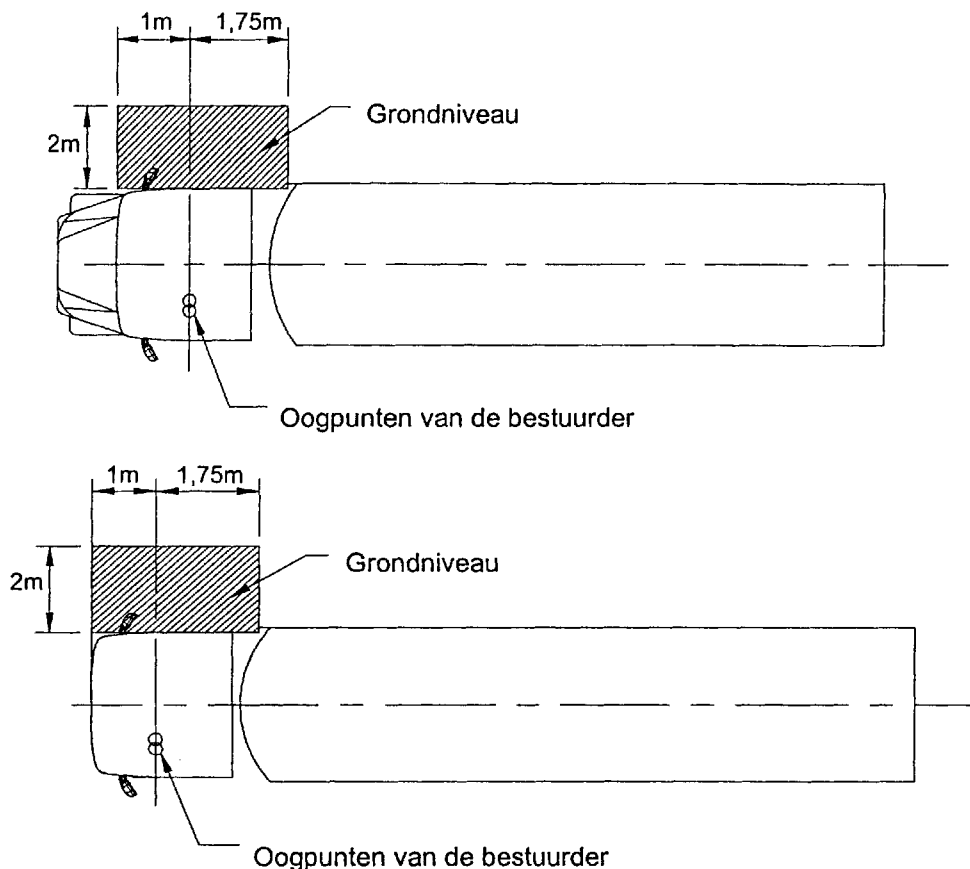 1m 1,75m
Grondniveau
2m
Oogpunten van de bestuurder
1m 1,75m
Grondniveau
2m
Oogpunten van de bestuurder